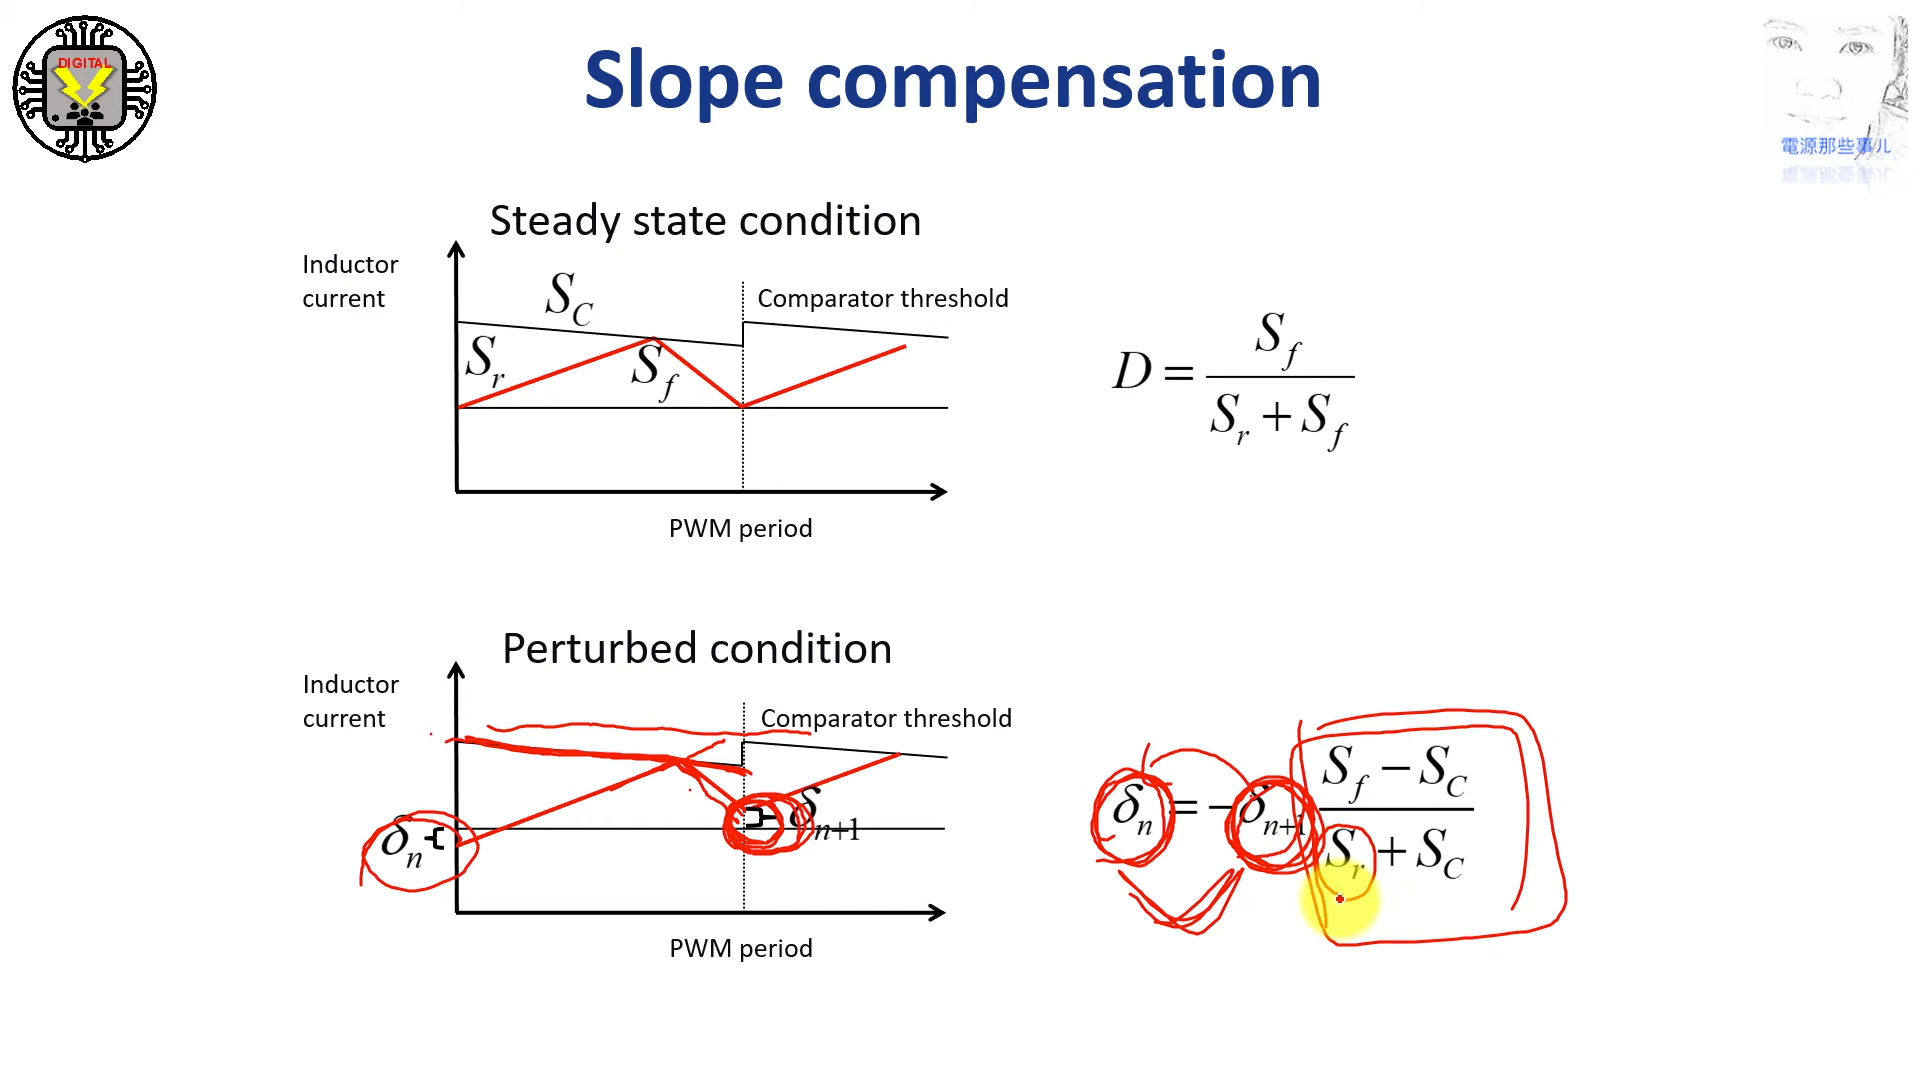 DIGITAL
Slope compensation
電源那些事儿
Steady state condition
Inductor
current
S_C
Comparator threshold
S_r
S_f
PWM period
D = S_f / (S_r + S_f)
Perturbed condition
Inductor
current
Comparator threshold
δ_n
δ_{n+1}
PWM period
δ_n = −δ_{n+1} (S_f − S_C) / (S_r + S_C)